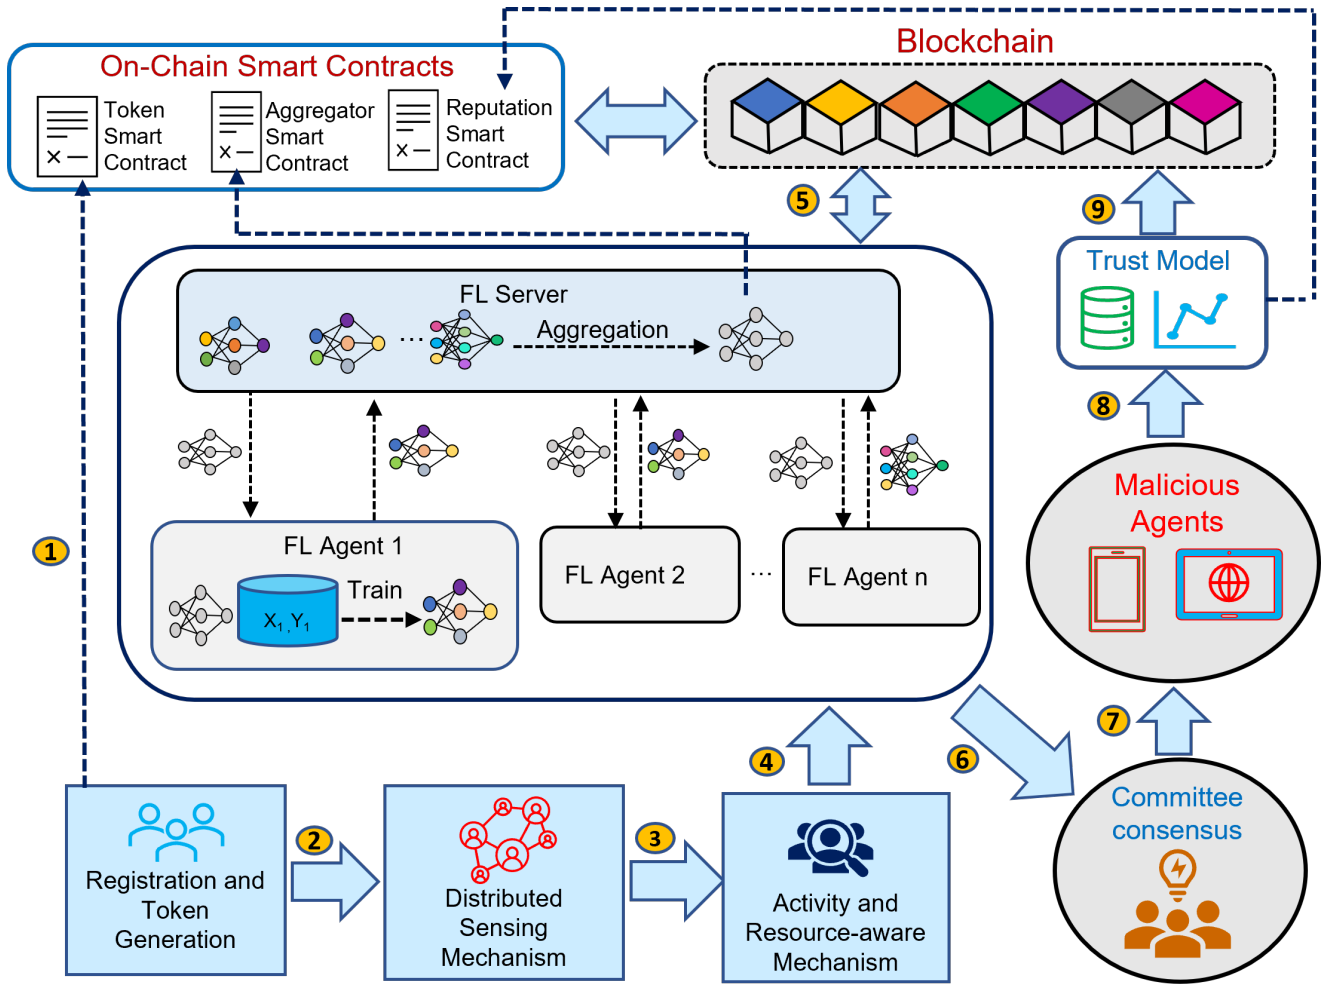 On-Chain Smart Contracts
Token
Smart
Contract
Aggregator
Smart
Contract
Reputation
Smart
Contract
Blockchain
5
9
Trust Model
FL Server
Aggregation
...
8
Malicious
Agents
1
FL Agent 1
X1,Y1
Train
FL Agent 2
...
FL Agent n
4
6
7
Committee
consensus
Registration and
Token
Generation
2
Distributed
Sensing
Mechanism
3
Activity and
Resource-aware
Mechanism